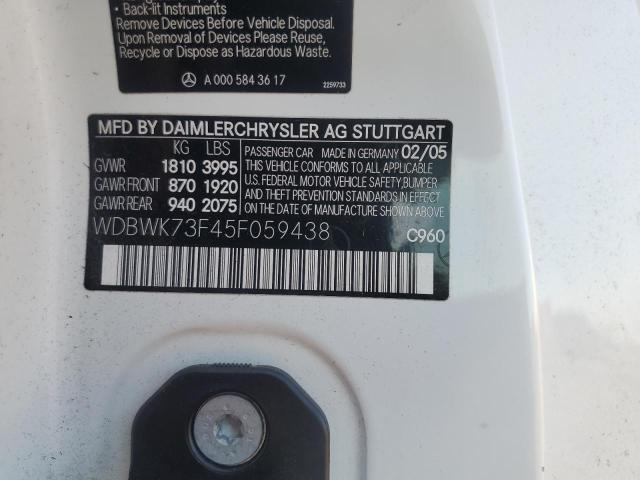 • Back-lit Instruments
Remove Devices Before Vehicle Disposal.
Upon Removal of Devices Please Reuse,
Recycle or Dispose as Hazardous Waste.
A 000 584 36 17
2259733
MFD BY DAIMLERCHRYSLER AG STUTTGART
KG LBS
GVWR 1810 3995
GAWR FRONT 870 1920
GAWR REAR 940 2075
PASSENGER CAR MADE IN GERMANY 02/05
THIS VEHICLE CONFORMS TO ALL APPLICABLE
U.S. FEDERAL MOTOR VEHICLE SAFETY, BUMPER
AND THEFT PREVENTION STANDARDS IN EFFECT
ON THE DATE OF MANUFACTURE SHOWN ABOVE.
WDBWK73F45F059438 C960